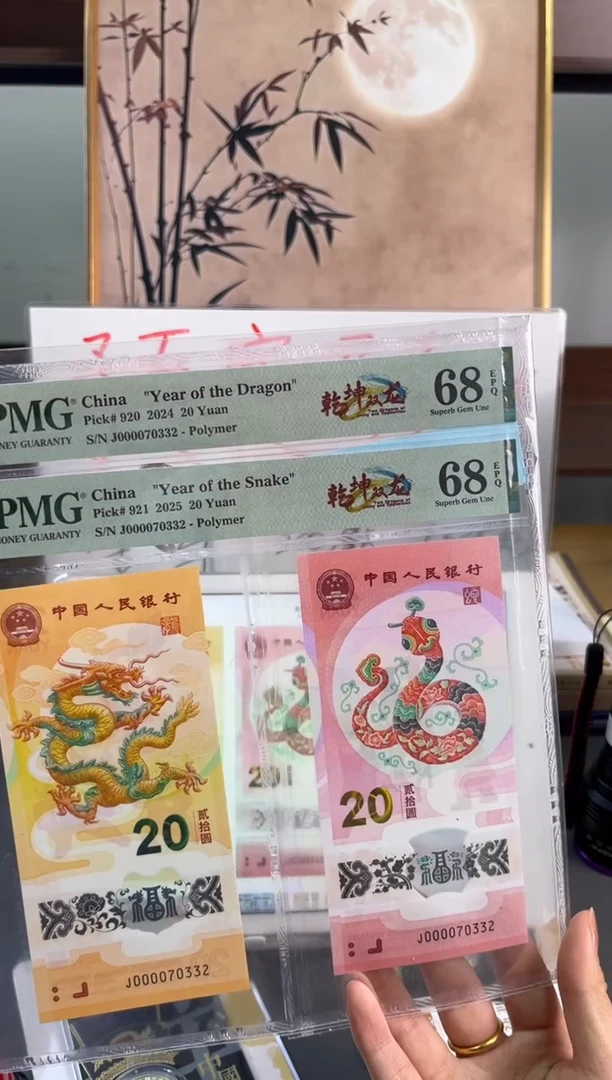 PMG
MONEY GUARANTY
China "Year of the Dragon"
Pick# 920 2024 20 Yuan
S/N J000070332 - Polymer
乾坤双龙
68
EPQ
Superb Gem Unc
PMG
MONEY GUARANTY
China "Year of the Snake"
Pick# 921 2025 20 Yuan
S/N J000070332 - Polymer
乾坤双龙
68
EPQ
Superb Gem Unc
中国人民银行
20
贰拾圆
福
J000070332
中国人民银行
20
贰拾圆
福
J000070332
20